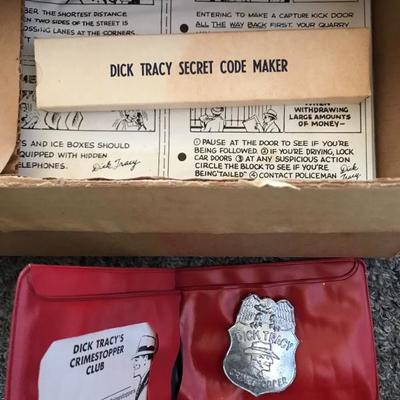 BER THE SHORTEST DISTANCE
EN TWO SIDES OF THE STREET IS
OSSING LANES AT THE CORNERS
ENTERING TO MAKE A CAPTURE KICK DOOR
ALL THE WAY BACK FIRST. YOUR QUARRY
DICK TRACY SECRET CODE MAKER
WHEN
WITHDRAWING
LARGE AMOUNTS
OF MONEY—
S AND ICE BOXES SHOULD
QUIPPED WITH HIDDEN
ELEPHONES.
Dick Tracy
① PAUSE AT THE DOOR TO SEE IF YOU'RE
BEING FOLLOWED. ② IF YOU'RE DRIVING, LOCK
CAR DOORS ③ AT ANY SUSPICIOUS ACTION
CIRCLE THE BLOCK TO SEE IF YOU'RE
BEING "TAILED" ④ CONTACT POLICEMAN
Dick Tracy
DICK TRACY'S
CRIMESTOPPER
CLUB
DICK TRACY
CRIMESTOPPER